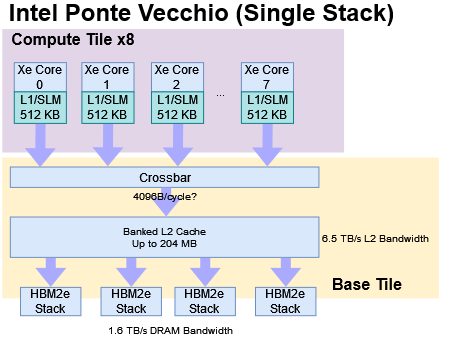 Intel Ponte Vecchio (Single Stack)
Compute Tile x8
Xe Core
0
Xe Core
1
Xe Core
2
Xe Core
7
L1/SLM
512 KB
L1/SLM
512 KB
L1/SLM
512 KB
...
L1/SLM
512 KB
Crossbar
4096B/cycle?
Banked L2 Cache
Up to 204 MB
6.5 TB/s L2 Bandwidth
Base Tile
HBM2e
Stack
HBM2e
Stack
HBM2e
Stack
HBM2e
Stack
1.6 TB/s DRAM Bandwidth